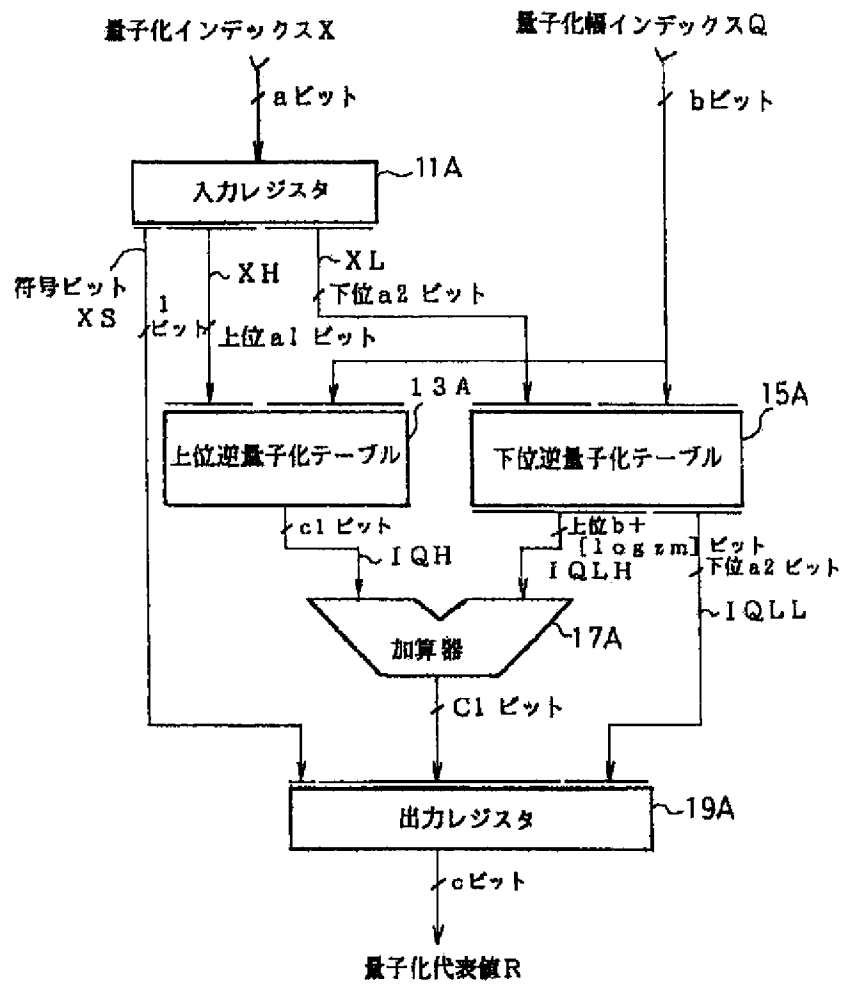 量子化インデックスX
量子化幅インデックスQ
aビット
bビット
11A
入力レジスタ
符号ビット
XS
1
ビット
XH
上位a1 ビット
XL
下位a2 ビット
13A
15A
上位逆量子化テーブル
下位逆量子化テーブル
c1 ビット
IQH
上位b+
[logzm] ビット
IQLH
下位a2 ビット
IQLL
加算器
17A
C1 ビット
出力レジスタ
19A
cビット
量子化代表値R